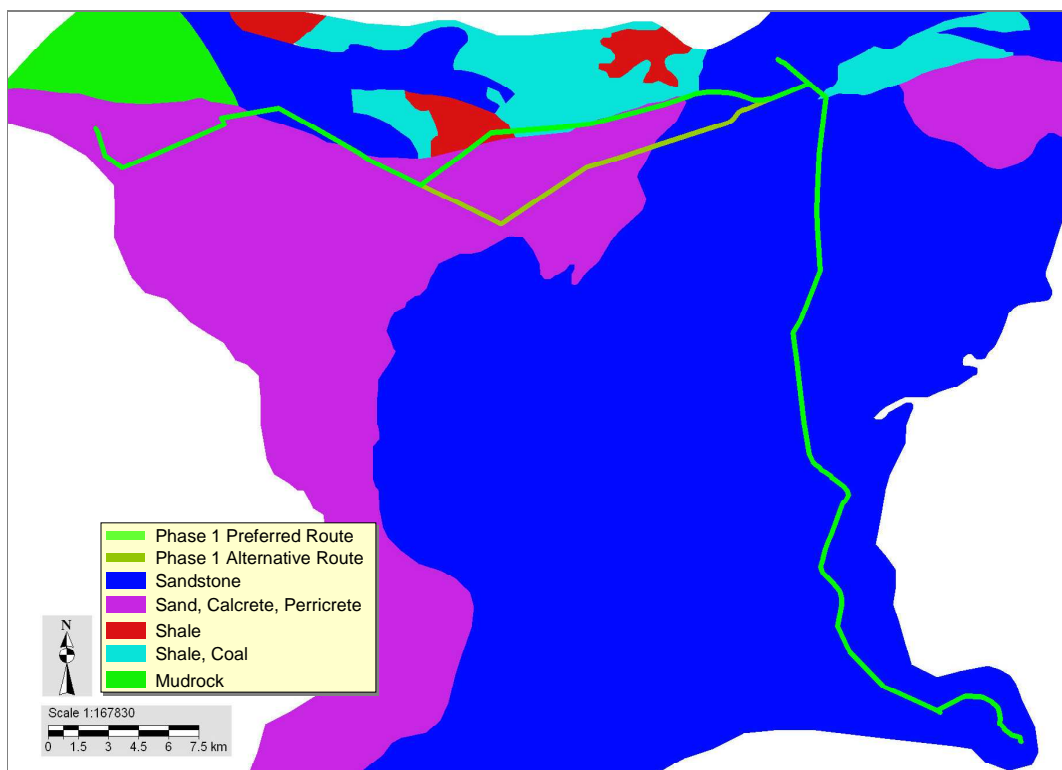 Phase 1 Preferred Route
Phase 1 Alternative Route
Sandstone
Sand, Calcrete, Perricrete
Shale
Shale, Coal
Mudrock
N
Scale 1:167830
0 1.5 3 4.5 6 7.5 km